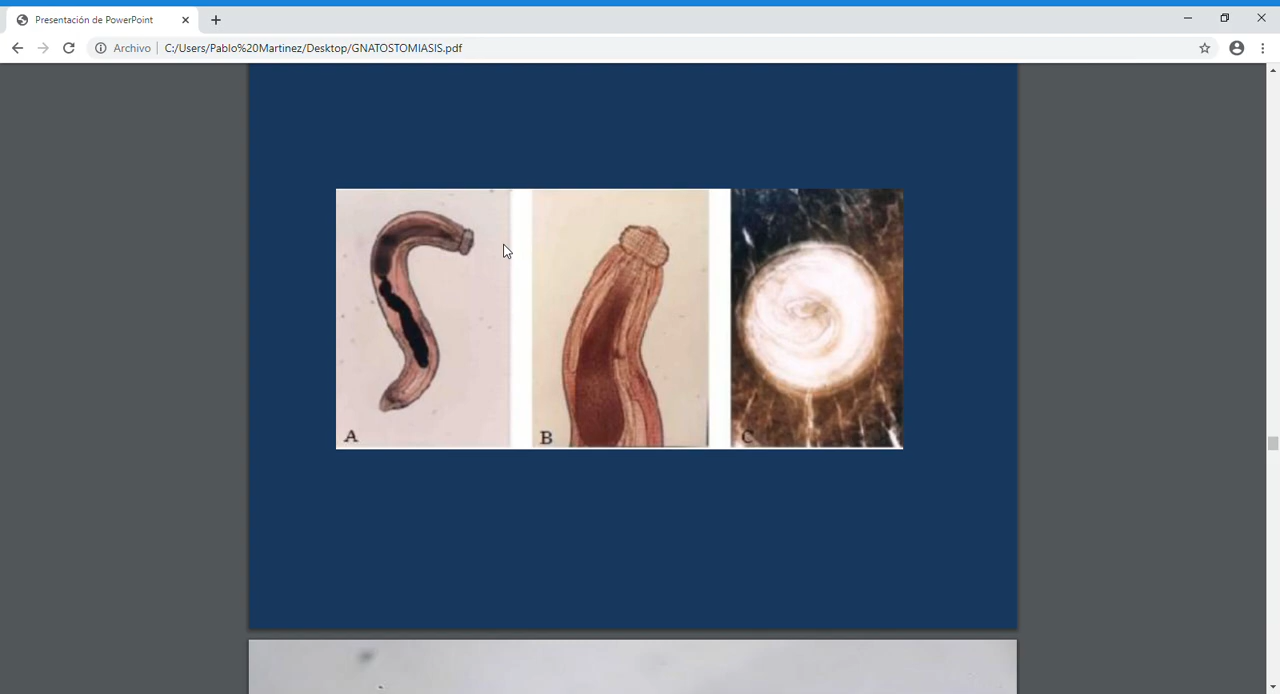 Presentación de PowerPoint
Archivo C:/Users/Pablo%20Martinez/Desktop/GNATOSTOMIASIS.pdf
A B C